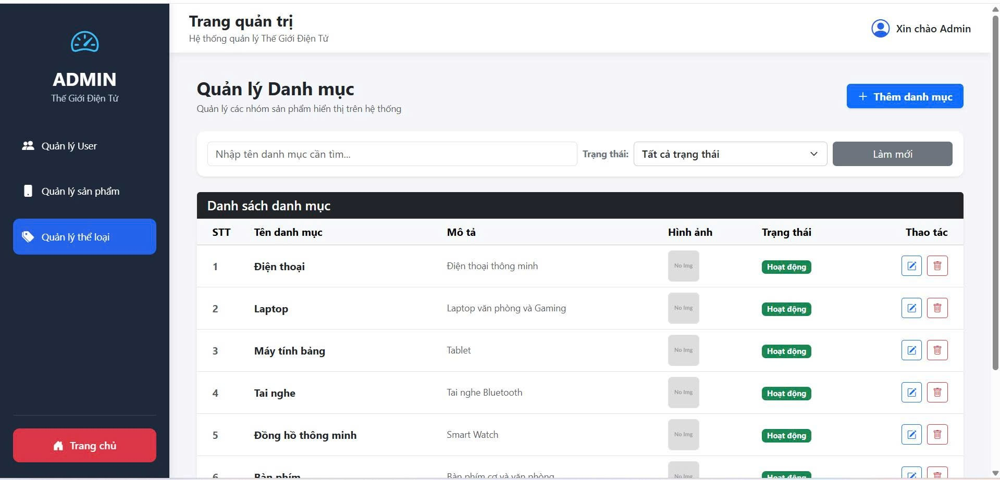 ADMIN
Thế Giới Điện Tử
Quản lý User
Quản lý sản phẩm
Quản lý thể loại
Trang chủ
Trang quản trị
Hệ thống quản lý Thế Giới Điện Tử
Xin chào Admin
Quản lý Danh mục
Quản lý các nhóm sản phẩm hiển thị trên hệ thống
+ Thêm danh mục
Nhập tên danh mục cần tìm... Trạng thái: Tất cả trạng thái Làm mới
Danh sách danh mục
STT Tên danh mục Mô tả Hình ảnh Trạng thái Thao tác
1 Điện thoại Điện thoại thông minh No Img Hoạt động
2 Laptop Laptop văn phòng và Gaming No Img Hoạt động
3 Máy tính bảng Tablet No Img Hoạt động
4 Tai nghe Tai nghe Bluetooth No Img Hoạt động
5 Đồng hồ thông minh Smart Watch No Img Hoạt động
6 Bàn phím Bàn phím cơ và văn phòng No Img Hoạt động